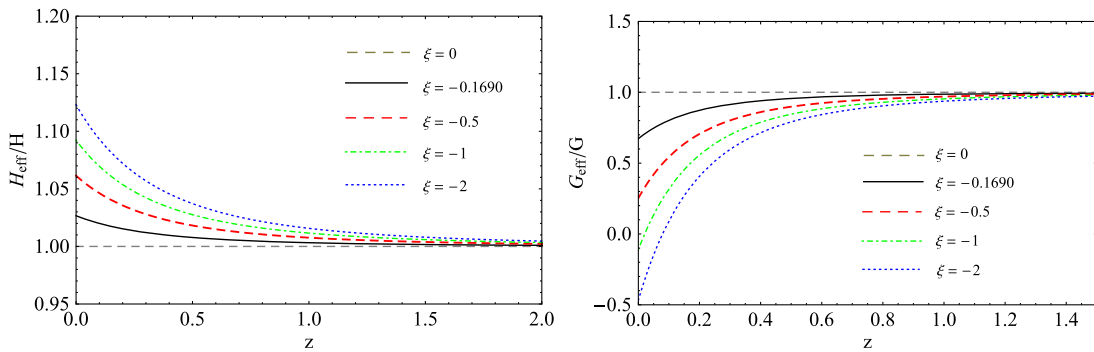 1.20
1.15
1.10
1.05
1.00
0.95
H_eff/H
0.0 0.5 1.0 1.5 2.0
z
ξ = 0
ξ = −0.1690
ξ = −0.5
ξ = −1
ξ = −2
1.5
1.0
0.5
0.0
−0.5
G_eff/G
0.0 0.2 0.4 0.6 0.8 1.0 1.2 1.4
z
ξ = 0
ξ = −0.1690
ξ = −0.5
ξ = −1
ξ = −2